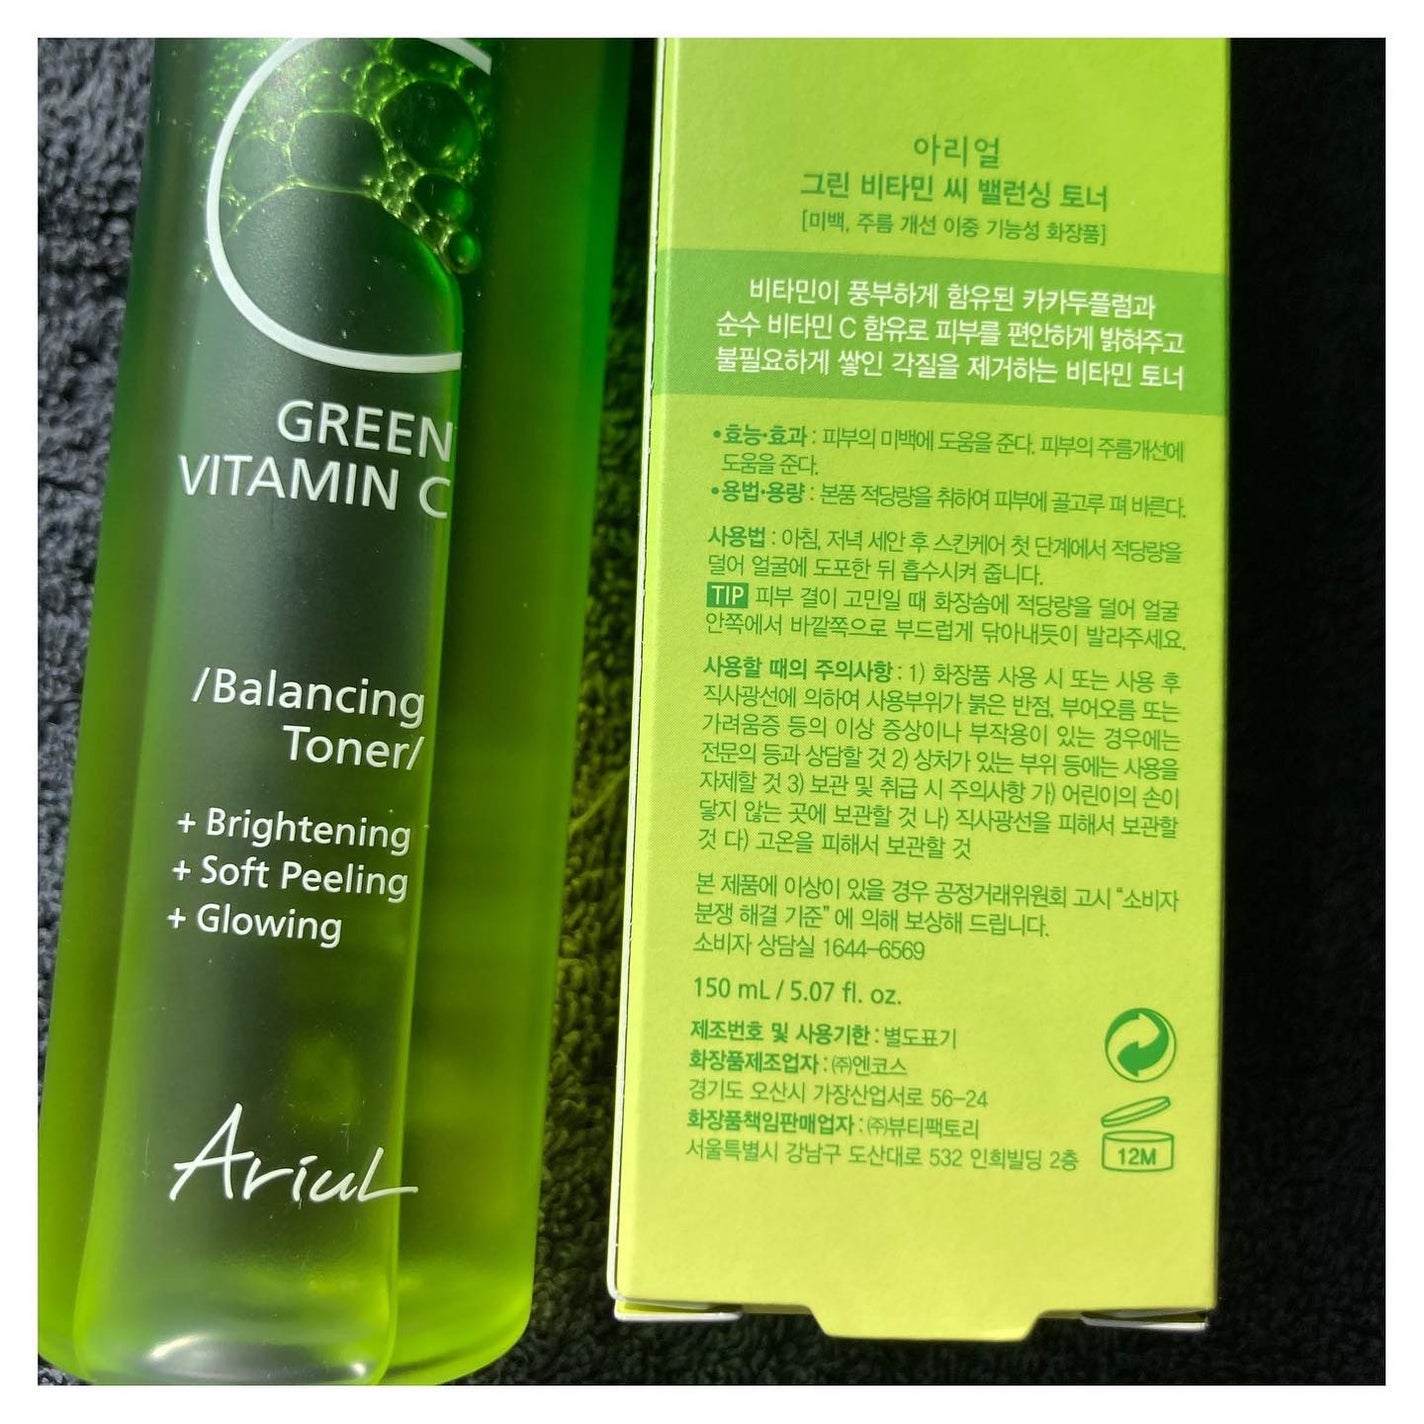 C
GREEN
VITAMIN C
/Balancing
Toner/
+ Brightening
+ Soft Peeling
+ Glowing
Ariul
아리얼
그린 비타민 씨 밸런싱 토너
[미백, 주름 개선 이중 기능성 화장품]
비타민이 풍부하게 함유된 카카두플럼과
순수 비타민 C 함유로 피부를 편안하게 밝혀주고
불필요하게 쌓인 각질을 제거하는 비타민 토너
•효능·효과 : 피부의 미백에 도움을 준다. 피부의 주름개선에
도움을 준다.
•용법·용량 : 본품 적당량을 취하여 피부에 골고루 펴 바른다.
사용법 : 아침, 저녁 세안 후 스킨케어 첫 단계에서 적당량을
덜어 얼굴에 도포한 뒤 흡수시켜 줍니다.
TIP 피부 결이 고민일 때 화장솜에 적당량을 덜어 얼굴
안쪽에서 바깥쪽으로 부드럽게 닦아내듯이 발라주세요.
사용할 때의 주의사항 : 1) 화장품 사용 시 또는 사용 후
직사광선에 의하여 사용부위가 붉은 반점, 부어오름 또는
가려움증 등의 이상 증상이나 부작용이 있는 경우에는
전문의 등과 상담할 것 2) 상처가 있는 부위 등에는 사용을
자제할 것 3) 보관 및 취급 시 주의사항 가) 어린이의 손이
닿지 않는 곳에 보관할 것 나) 직사광선을 피해서 보관할
것 다) 고온을 피해서 보관할 것
본 제품에 이상이 있을 경우 공정거래위원회 고시 “소비자
분쟁 해결 기준” 에 의해 보상해 드립니다.
소비자 상담실 1644-6569
150 mL / 5.07 fl. oz.
제조번호 및 사용기한 : 별도표기
화장품제조업자 : ㈜엔코스
경기도 오산시 가장산업서로 56-24
화장품책임판매업자 : ㈜뷰티팩토리
서울특별시 강남구 도산대로 532 인희빌딩 2층
12M